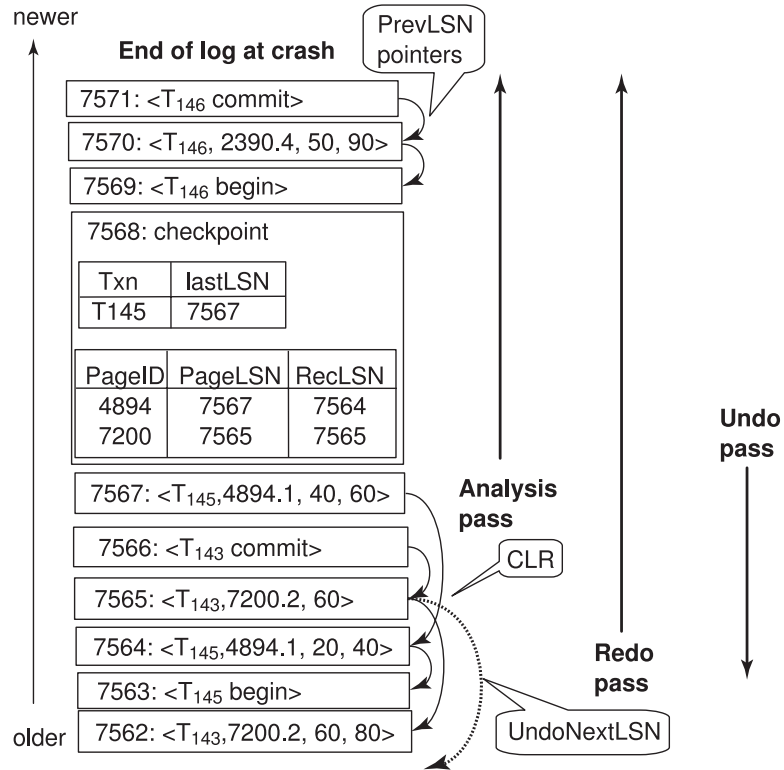 newer
PrevLSN
pointers
End of log at crash
7571: <T146 commit>
7570: <T146, 2390.4, 50, 90>
7569: <T146 begin>
7568: checkpoint
Txn lastLSN
T145 7567
PageID PageLSN RecLSN
4894 7567 7564
7200 7565 7565
Undo
pass
7567: <T145,4894.1, 40, 60>
Analysis
pass
7566: <T143 commit>
CLR
7565: <T143,7200.2, 60>
7564: <T145,4894.1, 20, 40>
Redo
pass
7563: <T145 begin>
older
7562: <T143,7200.2, 60, 80>
UndoNextLSN